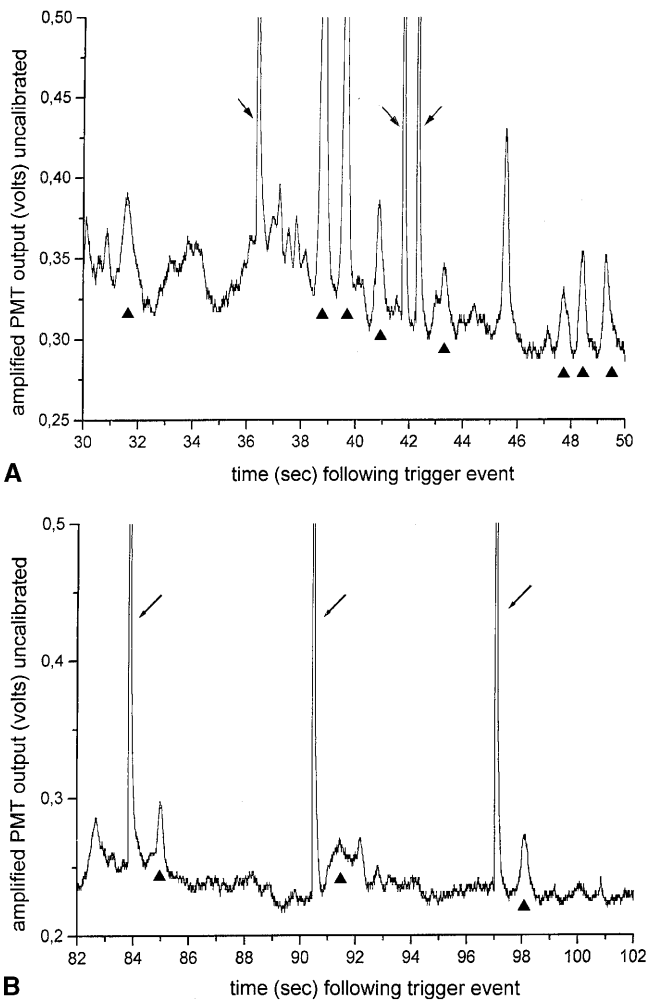 amplified PMT output (volts) uncalibrated
0,50
0,45
0,40
0,35
0,30
0,25
30 32 34 36 38 40 42 44 46 48 50
time (sec) following trigger event
A
amplified PMT output (volts) uncalibrated
0,5
0,4
0,3
0,2
82 84 86 88 90 92 94 96 98 100 102
time (sec) following trigger event
B